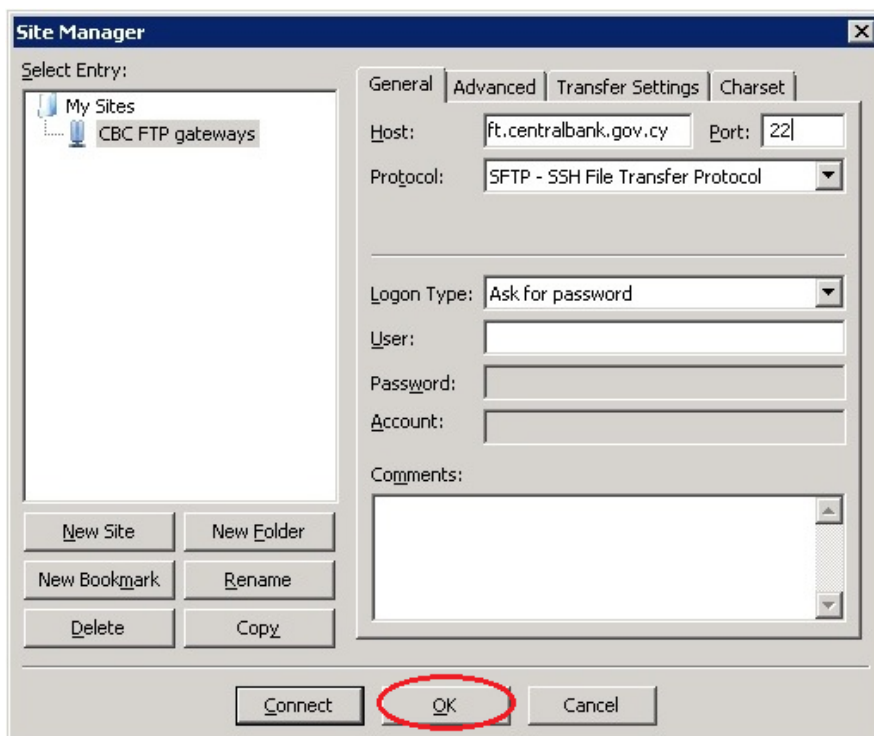 Site Manager
Select Entry:
My Sites
CBC FTP gateways
New Site
New Folder
New Bookmark
Rename
Delete
Copy
General
Advanced
Transfer Settings
Charset
Host:
ft.centralbank.gov.cy
Port:
22
Protocol:
SFTP - SSH File Transfer Protocol
Logon Type:
Ask for password
User:
Password:
Account:
Comments:
Connect
OK
Cancel